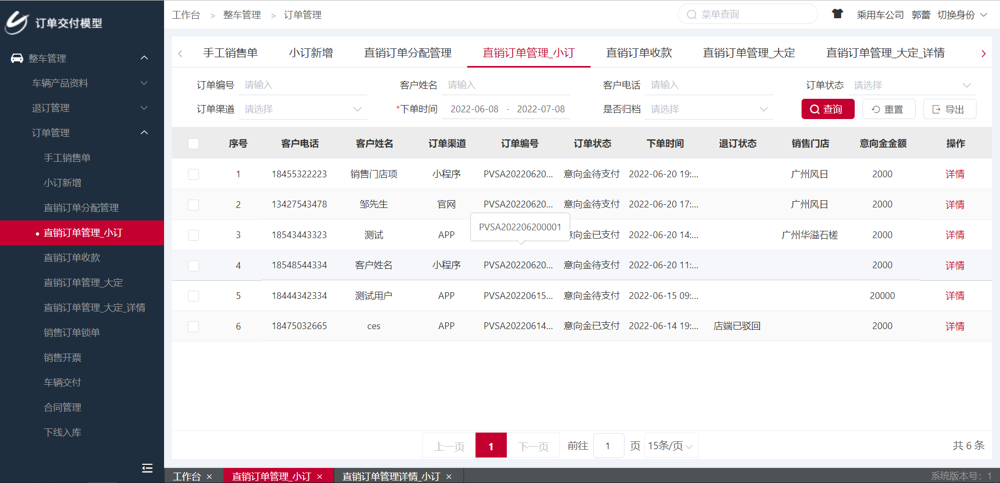 订单交付模型
整车管理
车辆产品资料
退订管理
订单管理
手工销售单
小订新增
直销订单分配管理
直销订单管理_小订
直销订单收款
直销订单管理_大定
直销订单管理_大定_详情
销售订单锁单
销售开票
车辆交付
合同管理
下线入库
工作台 > 整车管理 > 订单管理
菜单查询
乘用车公司 郭蕾 切换身份
手工销售单 小订新增 直销订单分配管理 直销订单管理_小订 直销订单收款 直销订单管理_大定 直销订单管理_大定_详情
订单编号 请输入 客户姓名 请输入 客户电话 请输入 订单状态 请选择
订单渠道 请选择 *下单时间 2022-06-08 - 2022-07-08 是否归档 请选择 查询 重置 导出
序号 客户电话 客户姓名 订单渠道 订单编号 订单状态 下单时间 退订状态 销售门店 意向金金额 操作
1 18455322223 销售门店项 小程序 PVSA20220620... 意向金待支付 2022-06-20 19:... 广州风日 2000 详情
2 13427543478 邹先生 官网 PVSA20220620... 意向金待支付 2022-06-20 17:... 广州风日 2000 详情
PVSA202206200001
3 18543443323 测试 APP 向金已支付 2022-06-20 14:... 广州华溢石槎 2000 详情
4 18548544334 客户姓名 小程序 PVSA20220620... 意向金待支付 2022-06-20 11:... 2000 详情
5 18444342334 测试用户 APP PVSA20220615... 意向金待支付 2022-06-15 09:... 20000 详情
6 18475032665 ces APP PVSA20220614... 意向金已支付 2022-06-14 19:... 店端已驳回 2000 详情
上一页 1 下一页 前往 1 页 15条/页 共 6 条
工作台 × 直销订单管理_小订 × 直销订单管理详情_小订 × 系统版本号：1